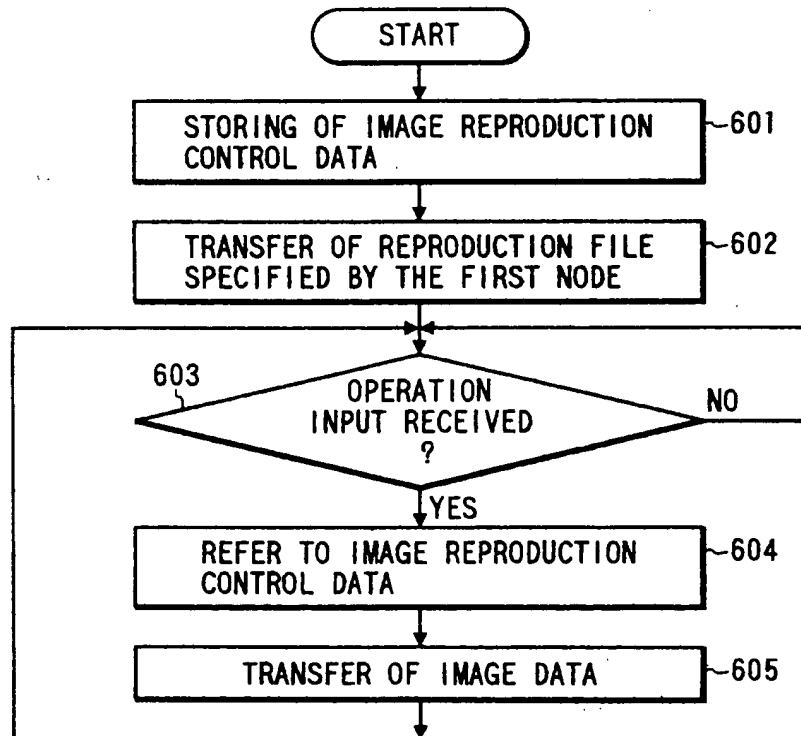 START
STORING OF IMAGE REPRODUCTION
CONTROL DATA
601
TRANSFER OF REPRODUCTION FILE
SPECIFIED BY THE FIRST NODE
602
603
OPERATION
INPUT RECEIVED
?
NO
YES
REFER TO IMAGE REPRODUCTION
CONTROL DATA
604
TRANSFER OF IMAGE DATA
605